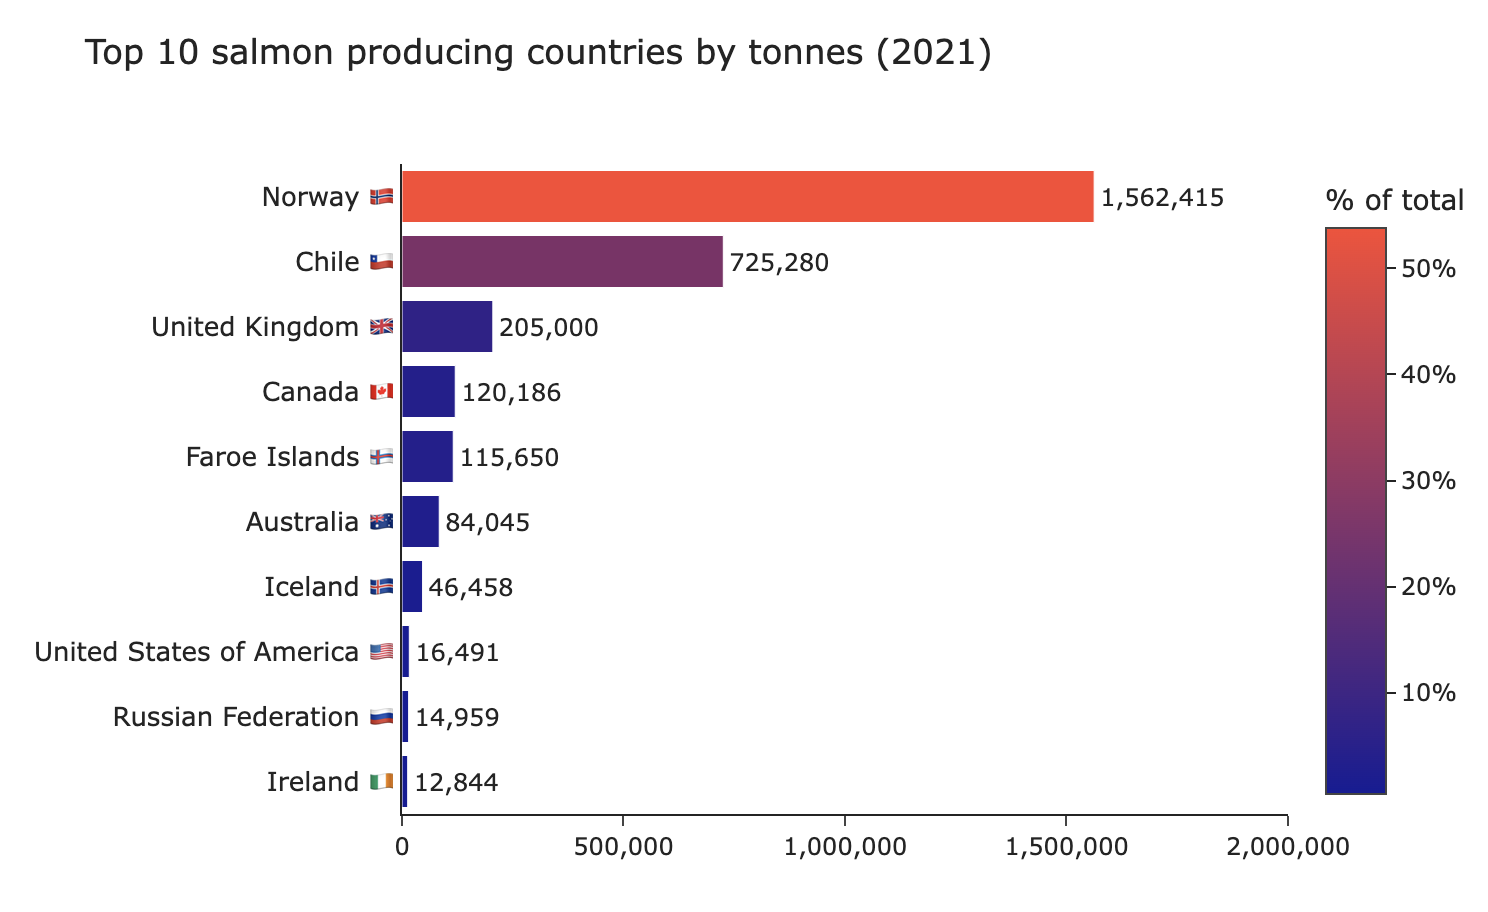 Top 10 salmon producing countries by tonnes (2021)
Norway 🇳🇴 1,562,415
Chile 🇨🇱 725,280
United Kingdom 🇬🇧 205,000
Canada 🇨🇦 120,186
Faroe Islands 🇫🇴 115,650
Australia 🇦🇺 84,045
Iceland 🇮🇸 46,458
United States of America 🇺🇸 16,491
Russian Federation 🇷🇺 14,959
Ireland 🇮🇪 12,844
0 500,000 1,000,000 1,500,000 2,000,000
% of total
50%
40%
30%
20%
10%